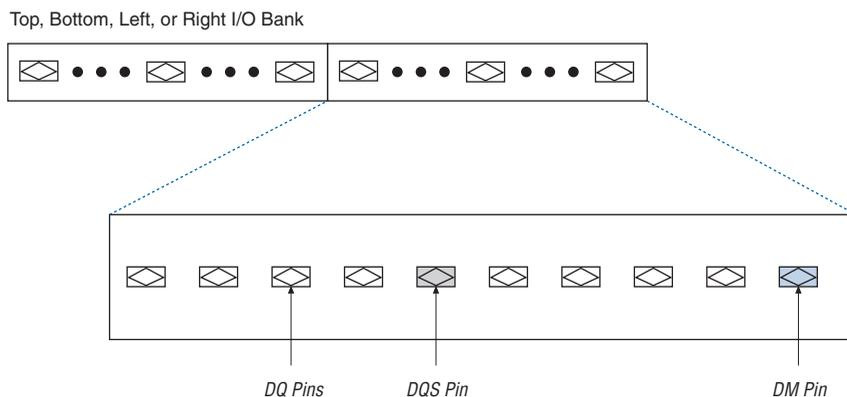 Top, Bottom, Left, or Right I/O Bank
DQ Pins
DQS Pin
DM Pin